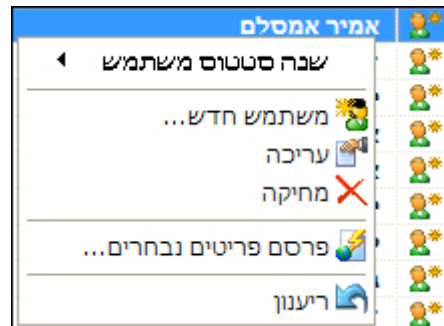 אמיר אמסלם
שנה סטטוס משתמש
משתמש חדש...
עריכה
מחיקה
פרסם פריטים נבחרים...
ריענון